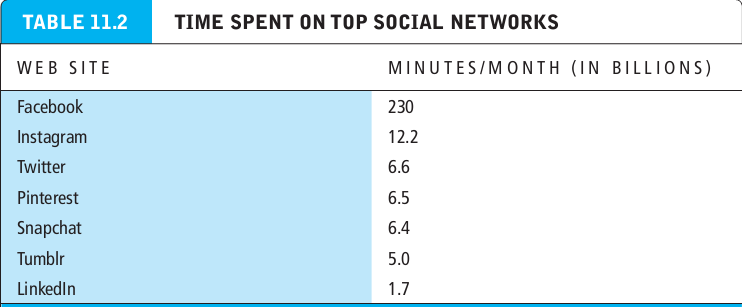 TABLE 11.2 TIME SPENT ON TOP SOCIAL NETWORKS
WEB SITE MINUTES/MONTH (IN BILLIONS)
Facebook 230
Instagram 12.2
Twitter 6.6
Pinterest 6.5
Snapchat 6.4
Tumblr 5.0
LinkedIn 1.7